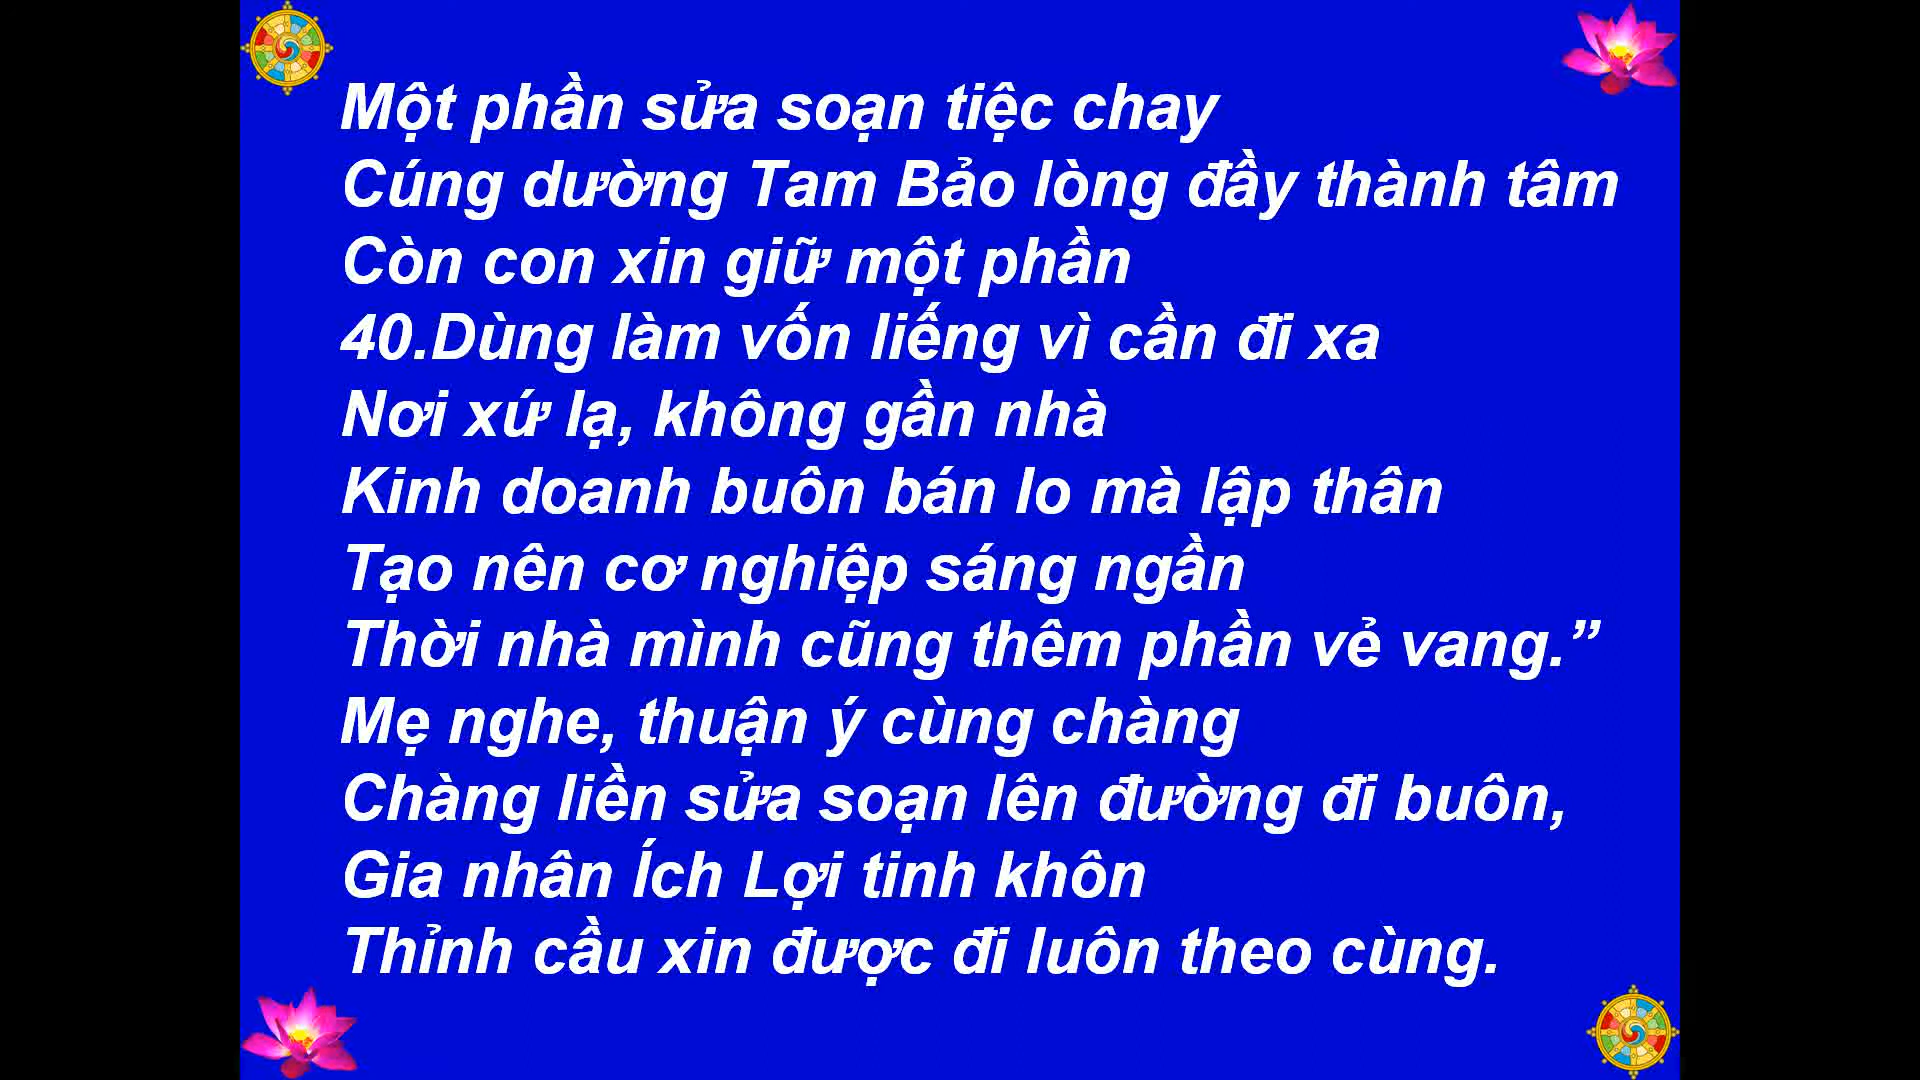 Một phần sửa soạn tiệc chay
Cúng dường Tam Bảo lòng đầy thành tâm
Còn con xin giữ một phần
40.Dùng làm vốn liếng vì cần đi xa
Nơi xứ lạ, không gần nhà
Kinh doanh buôn bán lo mà lập thân
Tạo nên cơ nghiệp sáng ngần
Thời nhà mình cũng thêm phần vẻ vang.”
Mẹ nghe, thuận ý cùng chàng
Chàng liền sửa soạn lên đường đi buôn,
Gia nhân Ích Lợi tinh khôn
Thỉnh cầu xin được đi luôn theo cùng.